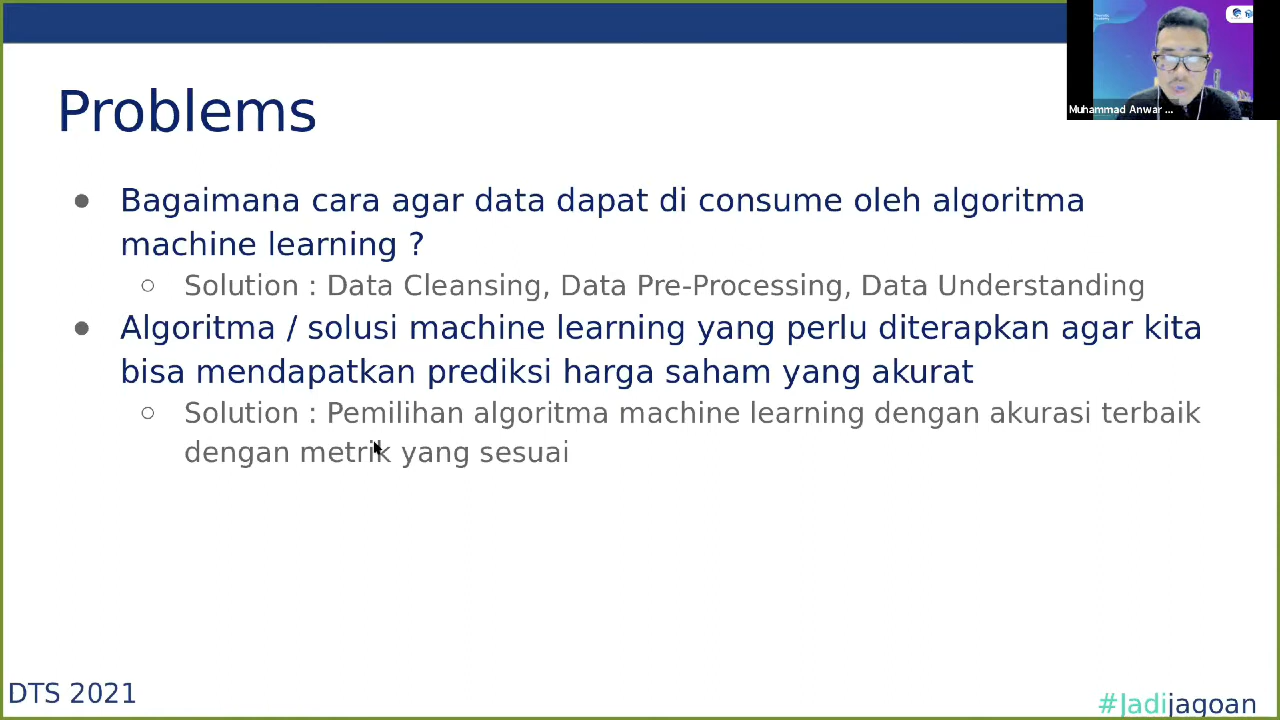 Problems
Muhammad Anwar ...
● Bagaimana cara agar data dapat di consume oleh algoritma
machine learning ?
○ Solution : Data Cleansing, Data Pre-Processing, Data Understanding
● Algoritma / solusi machine learning yang perlu diterapkan agar kita
bisa mendapatkan prediksi harga saham yang akurat
○ Solution : Pemilihan algoritma machine learning dengan akurasi terbaik
dengan metrik yang sesuai
DTS 2021
#Jadijagoan